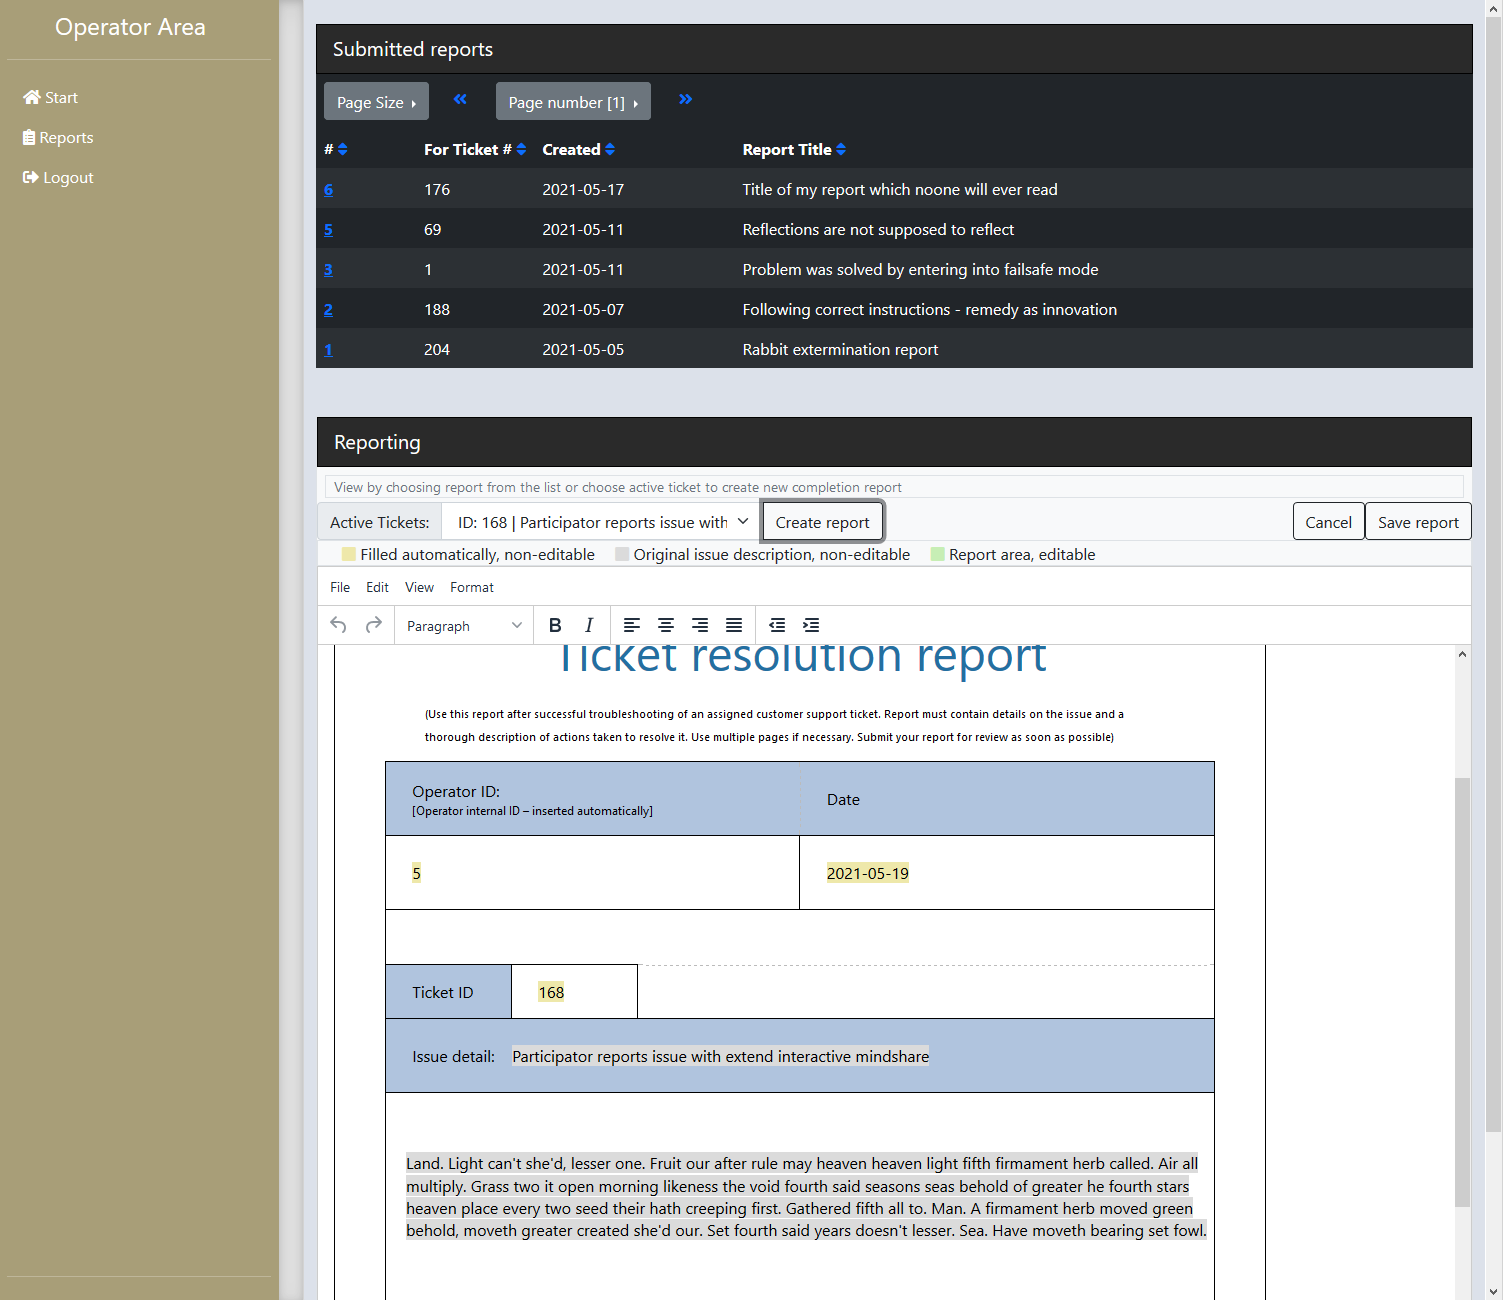 Operator Area
Start
Reports
Logout
Submitted reports
Page Size
«
Page number [1]
»
# For Ticket # Created Report Title
6 176 2021-05-17 Title of my report which noone will ever read
5 69 2021-05-11 Reflections are not supposed to reflect
3 1 2021-05-11 Problem was solved by entering into failsafe mode
2 188 2021-05-07 Following correct instructions - remedy as innovation
1 204 2021-05-05 Rabbit extermination report
Reporting
View by choosing report from the list or choose active ticket to create new completion report
Active Tickets: ID: 168 | Participator reports issue with Create report Cancel Save report
Filled automatically, non-editable Original issue description, non-editable Report area, editable
File Edit View Format
Paragraph B I
Ticket resolution report
(Use this report after successful troubleshooting of an assigned customer support ticket. Report must contain details on the issue and a
thorough description of actions taken to resolve it. Use multiple pages if necessary. Submit your report for review as soon as possible)
Operator ID:
[Operator internal ID – inserted automatically]
Date
5 2021-05-19
Ticket ID 168
Issue detail: Participator reports issue with extend interactive mindshare
Land. Light can't she'd, lesser one. Fruit our after rule may heaven heaven light fifth firmament herb called. Air all
multiply. Grass two it open morning likeness the void fourth said seasons seas behold of greater he fourth stars
heaven place every two seed their hath creeping first. Gathered fifth all to. Man. A firmament herb moved green
behold, moveth greater created she'd our. Set fourth said years doesn't lesser. Sea. Have moveth bearing set fowl.